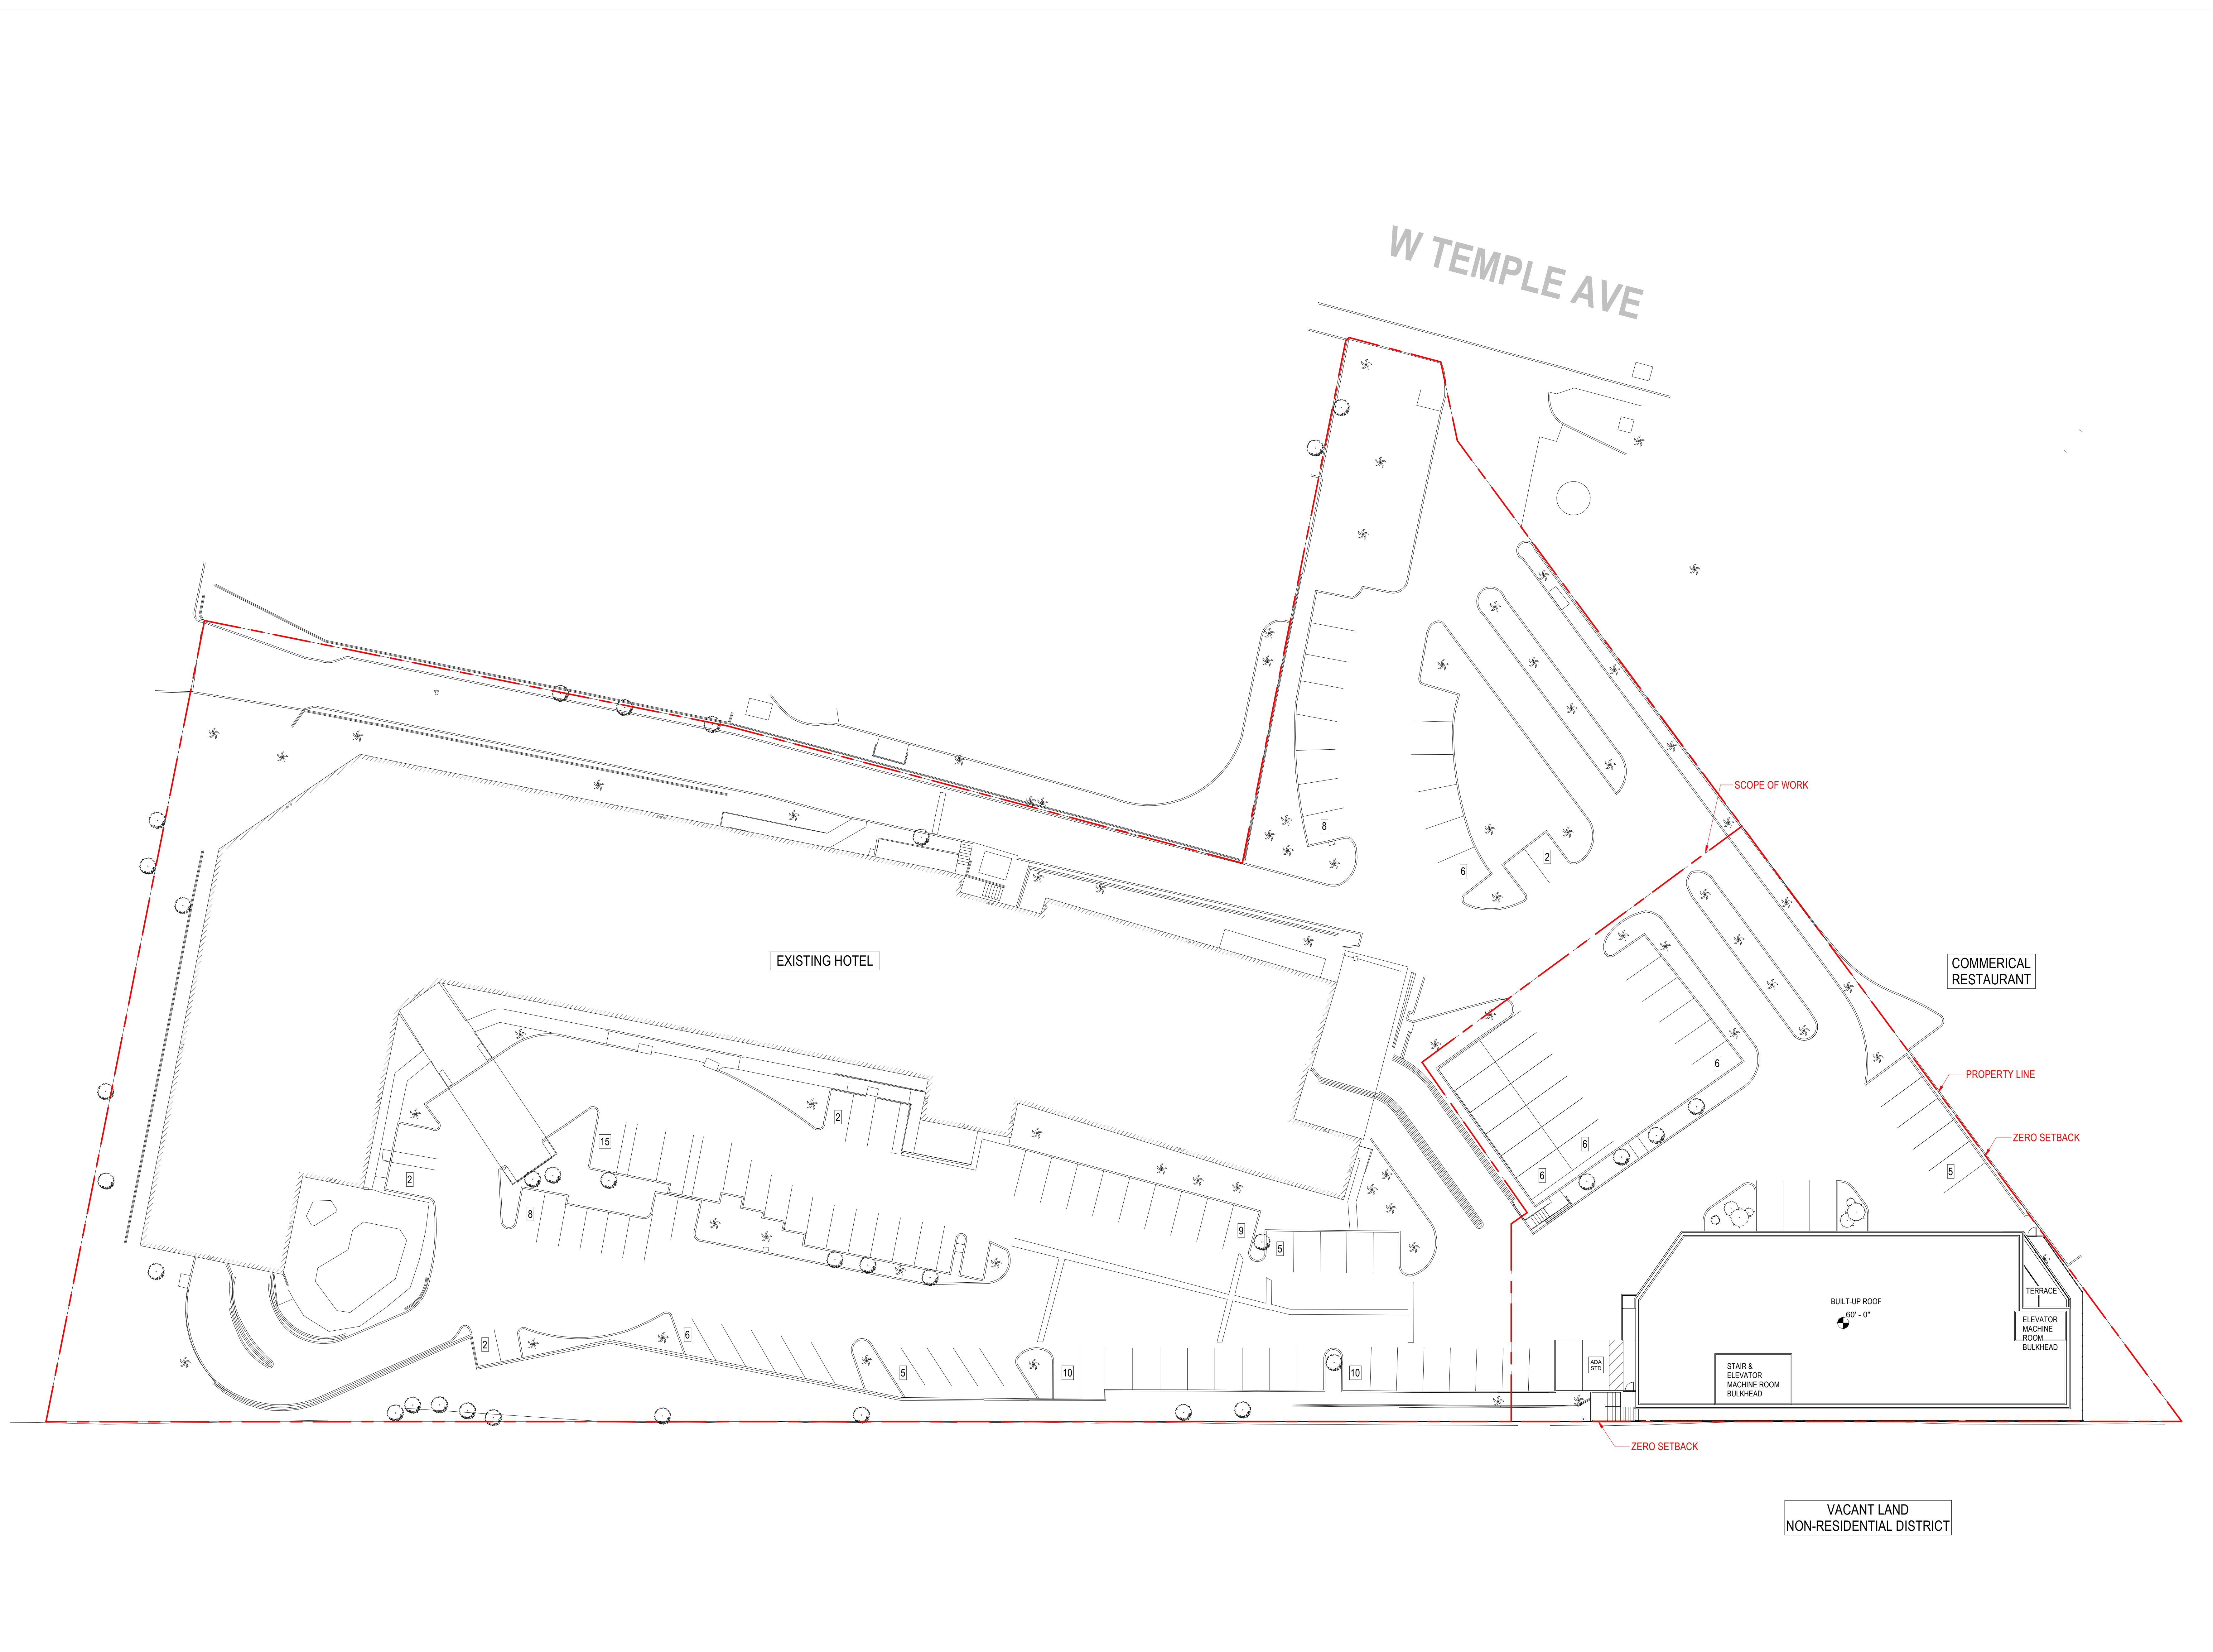 W TEMPLE AVE
SCOPE OF WORK
8
2
6
EXISTING HOTEL
COMMERICAL
RESTAURANT
6
PROPERTY LINE
2
ZERO SETBACK
15
6
5
6
2
8
9
5
TERRACE
BUILT-UP ROOF
60' - 0"
ELEVATOR
MACHINE
ROOM
BULKHEAD
6
2
ADA
STD
STAIR &
ELEVATOR
MACHINE ROOM
BULKHEAD
5
10
10
ZERO SETBACK
VACANT LAND
NON-RESIDENTIAL DISTRICT